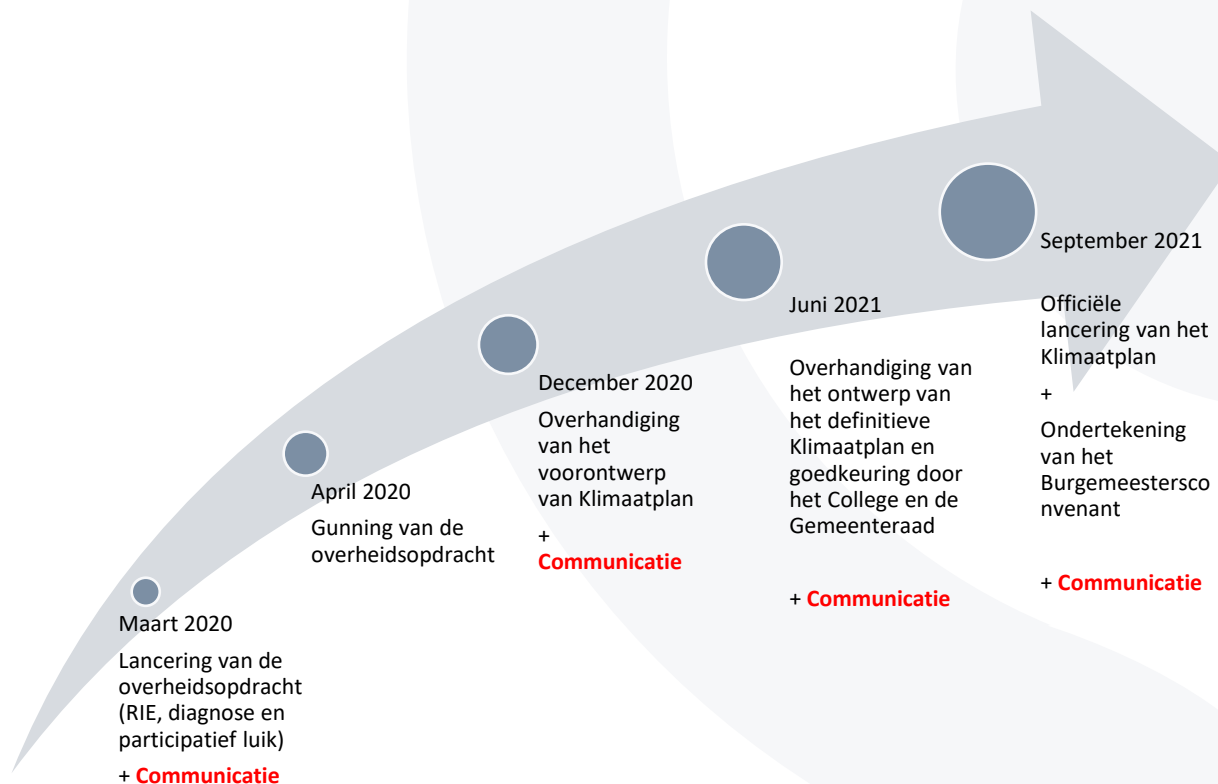 Maart 2020
Lancering van de
overheidsopdracht
(RIE, diagnose en
participatief luik)
+ Communicatie
April 2020
Gunning van de
overheidsopdracht
December 2020
Overhandiging
van het
voorontwerp
van Klimaatplan
+
Communicatie
Juni 2021
Overhandiging van
het ontwerp van
het definitieve
Klimaatplan en
goedkeuring door
het College en de
Gemeenteraad
+ Communicatie
September 2021
Officiële
lancering van het
Klimaatplan
+
Ondertekening
van het
Burgemeestersco
nvenant
+ Communicatie